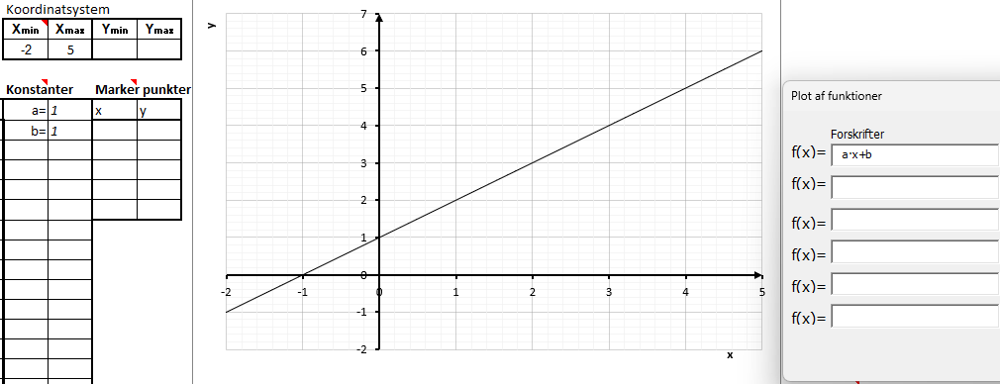 Koordinatsystem
Xmin Xmax Ymin Ymax
-2 5
Konstanter Marker punkter
a= 1 x y
b= 1
y
7
6
5
4
3
2
1
0
-1
-2
-2 -1 0 1 2 3 4 5
x
Plot af funktioner
Forskrifter
f(x)= a·x+b
f(x)=
f(x)=
f(x)=
f(x)=
f(x)=